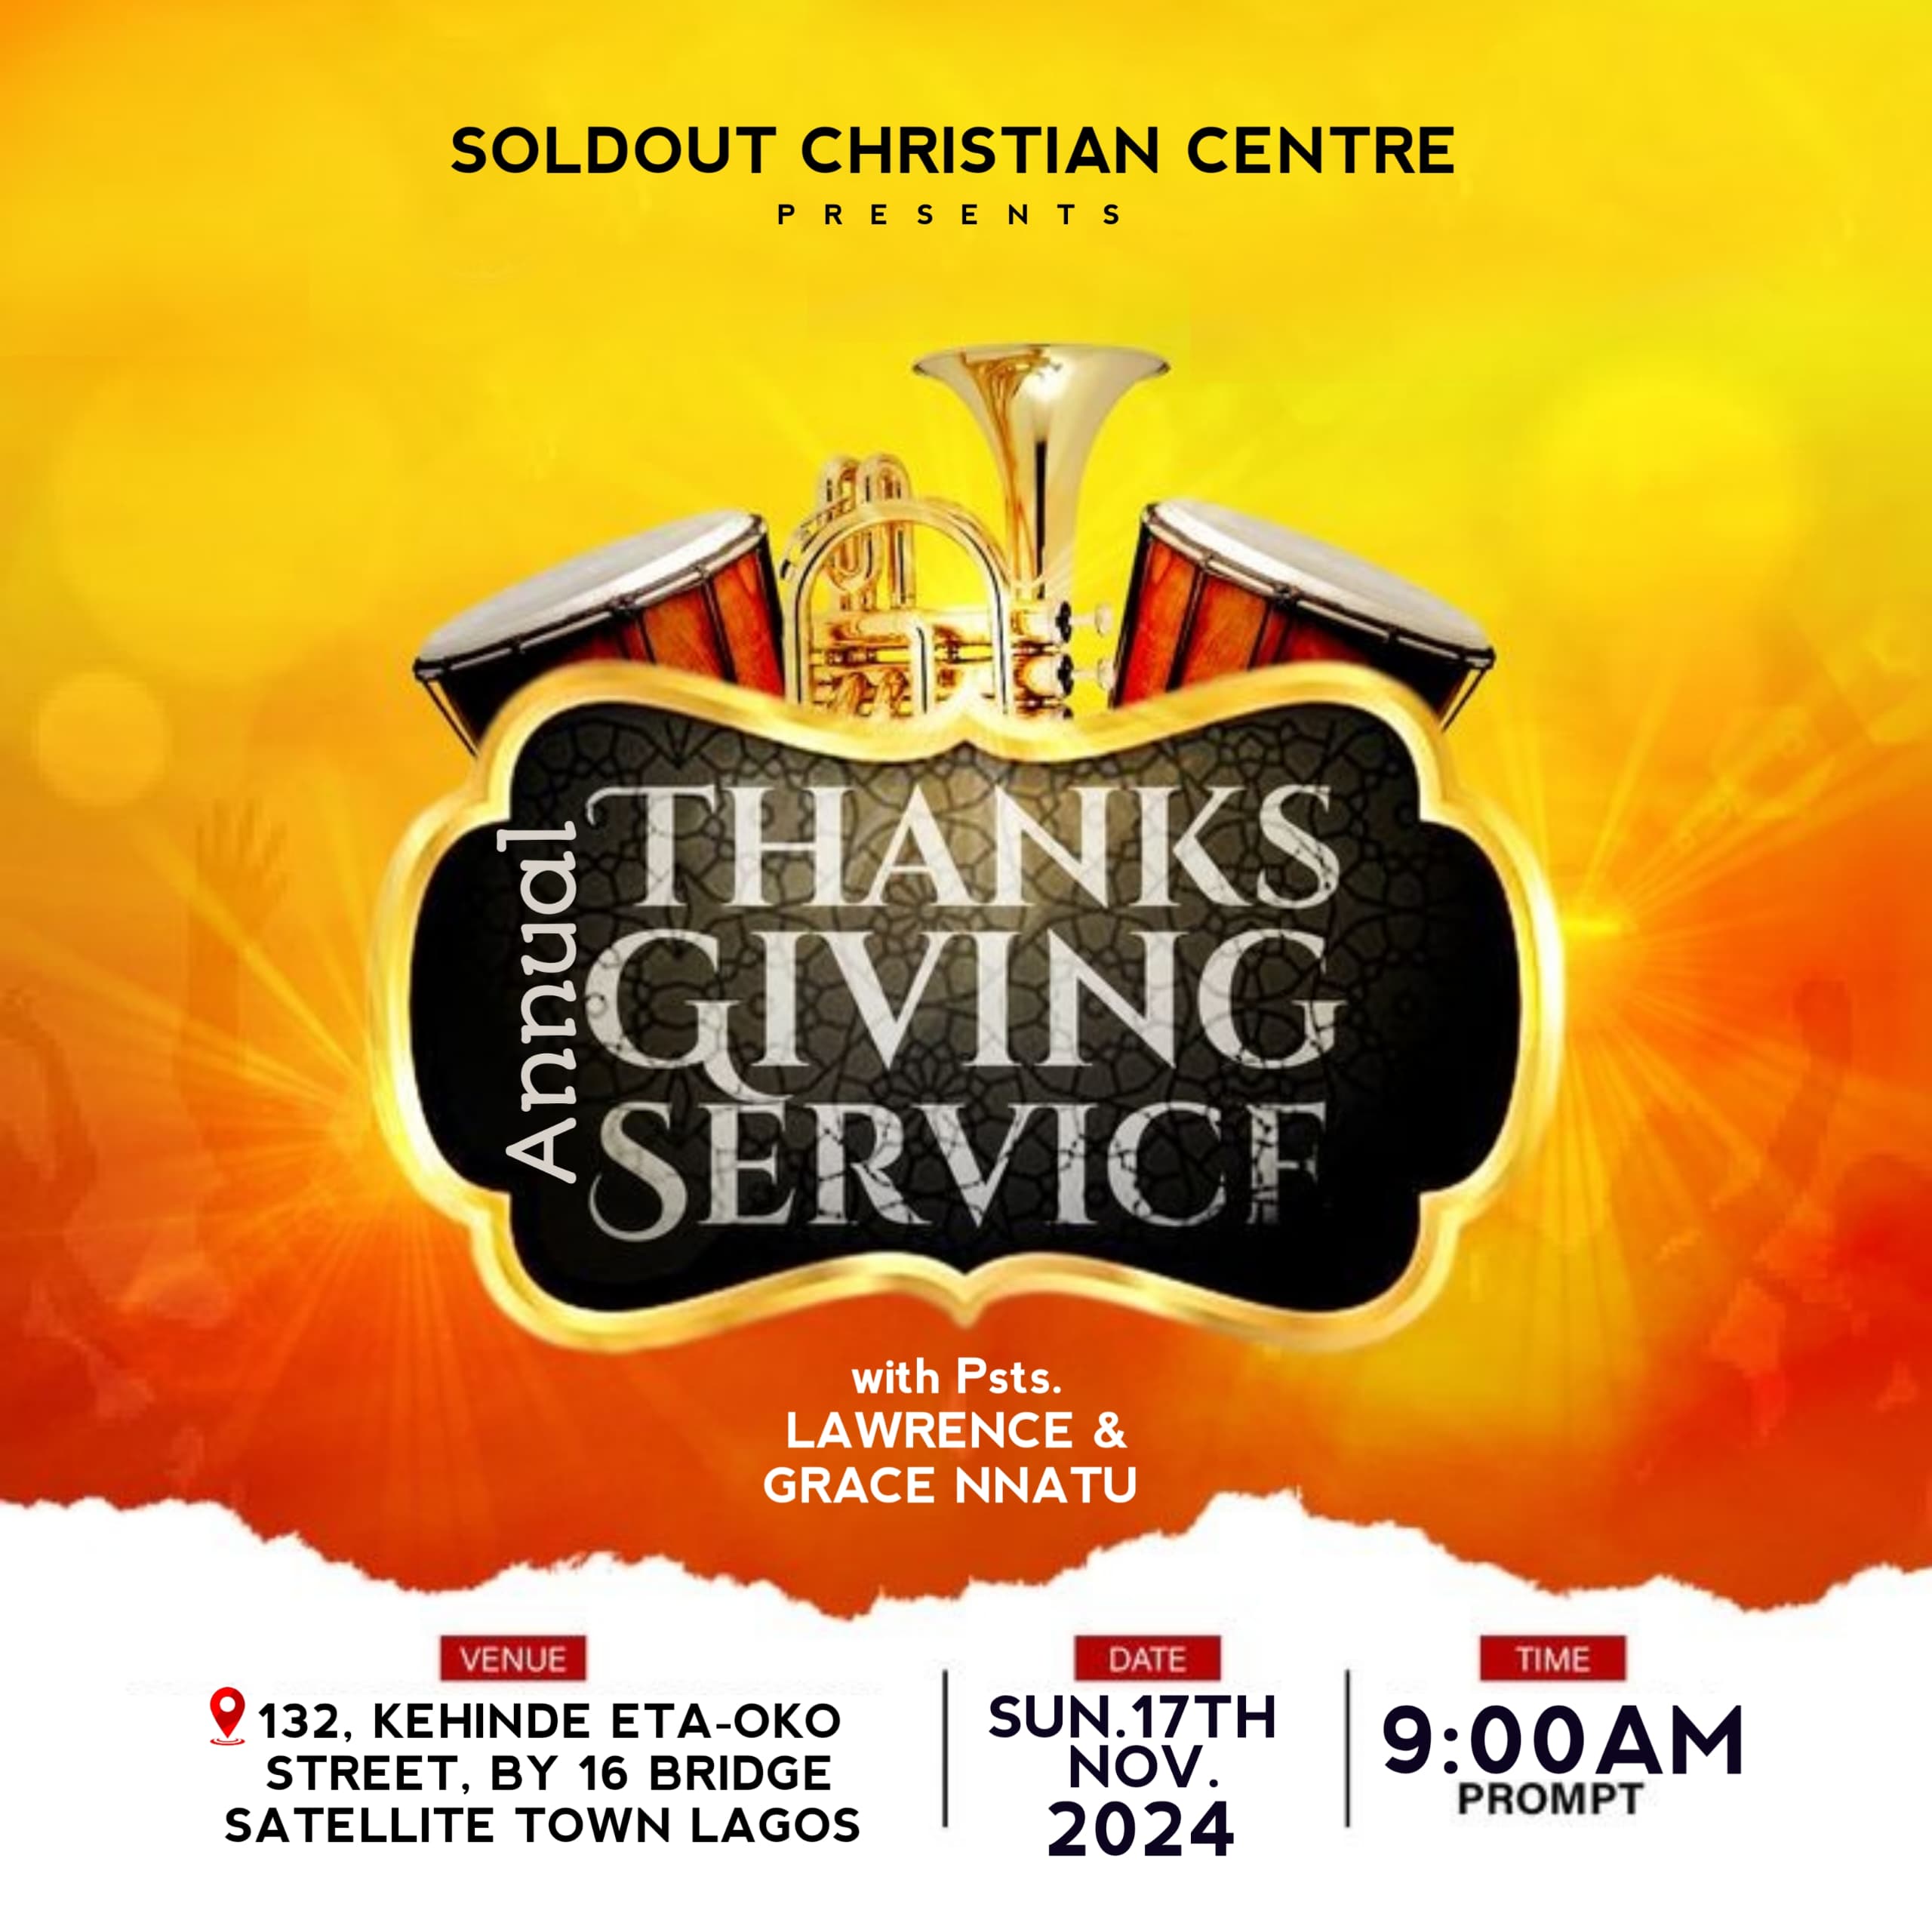 SOLDOUT CHRISTIAN CENTRE
PRESENTS
Annual
THANKS
GIVING
SERVICE
with Psts.
LAWRENCE &
GRACE NNATU
VENUE
132, KEHINDE ETA-OKO
STREET, BY 16 BRIDGE
SATELLITE TOWN LAGOS
DATE
SUN.17TH
NOV.
2024
TIME
9:00AM
PROMPT